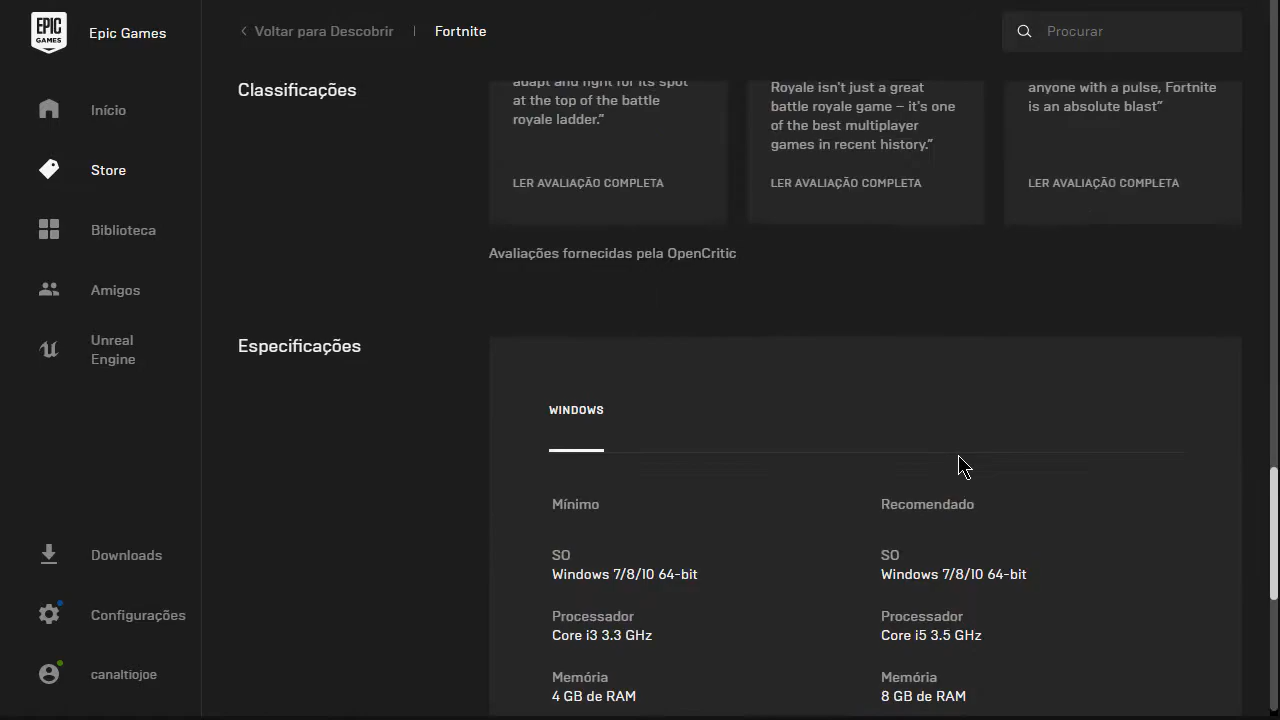 EPIC
GAMES
Epic Games
Voltar para Descobrir
Fortnite
Procurar
Início
Store
Biblioteca
Amigos
Unreal
Engine
Downloads
Configurações
canaltiojoe
Classificações
adapt and fight for its spot
at the top of the battle
royale ladder.”
LER AVALIAÇÃO COMPLETA
Royale isn't just a great
battle royale game – it's one
of the best multiplayer
games in recent history.”
LER AVALIAÇÃO COMPLETA
anyone with a pulse, Fortnite
is an absolute blast”
LER AVALIAÇÃO COMPLETA
Avaliações fornecidas pela OpenCritic
Especificações
WINDOWS
Mínimo
SO
Windows 7/8/10 64-bit
Processador
Core i3 3.3 GHz
Memória
4 GB de RAM
Recomendado
SO
Windows 7/8/10 64-bit
Processador
Core i5 3.5 GHz
Memória
8 GB de RAM